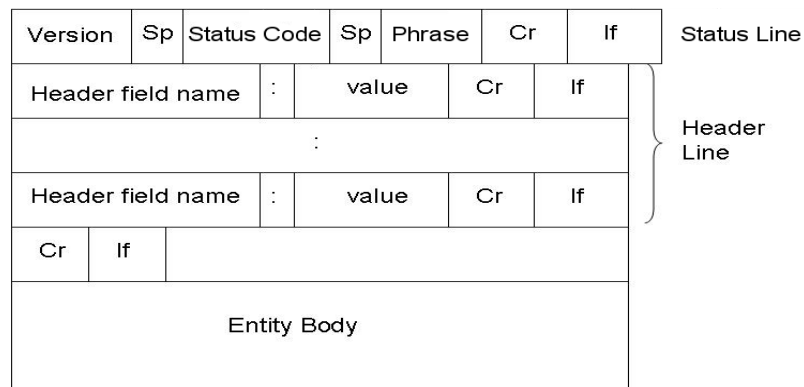 Version Sp Status Code Sp Phrase Cr lf Status Line
Header field name : value Cr lf
:
Header Line
Header field name : value Cr lf
Cr lf
Entity Body